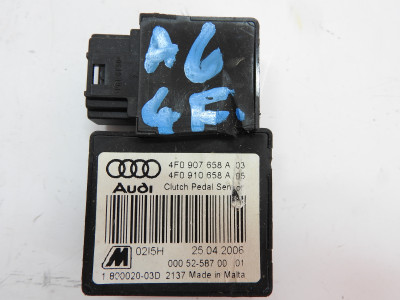 A6
4F
4F0 907 658 A 03
4F0 910 658 A 05
Audi Clutch Pedal Sensor
M 02I5H 25 04 2006
000 52-587 00 01
1 800020-03D 2137 Made in Malta